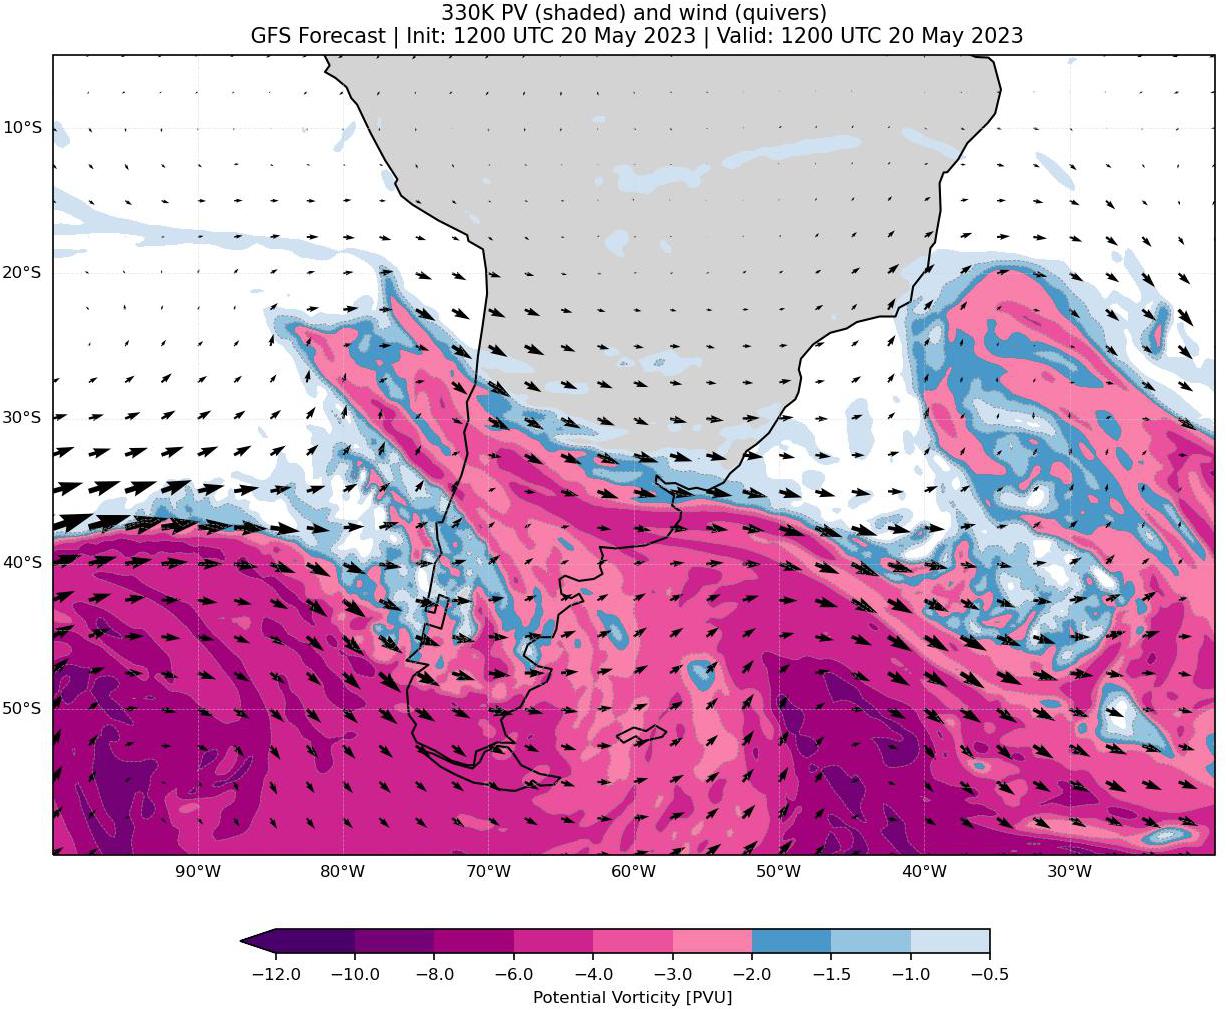 330K PV (shaded) and wind (quivers)
GFS Forecast | Init: 1200 UTC 20 May 2023 | Valid: 1200 UTC 20 May 2023
10°S
20°S
30°S
40°S
50°S
90°W 80°W 70°W 60°W 50°W 40°W 30°W
−12.0 −10.0 −8.0 −6.0 −4.0 −3.0 −2.0 −1.5 −1.0 −0.5
Potential Vorticity [PVU]